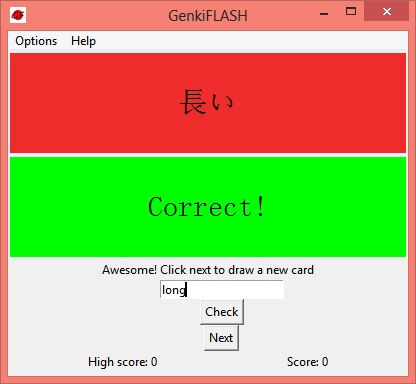 GenkiFLASH
Options Help
長い
Correct!
Awesome! Click next to draw a new card
long
Check
Next
High score: 0 Score: 0